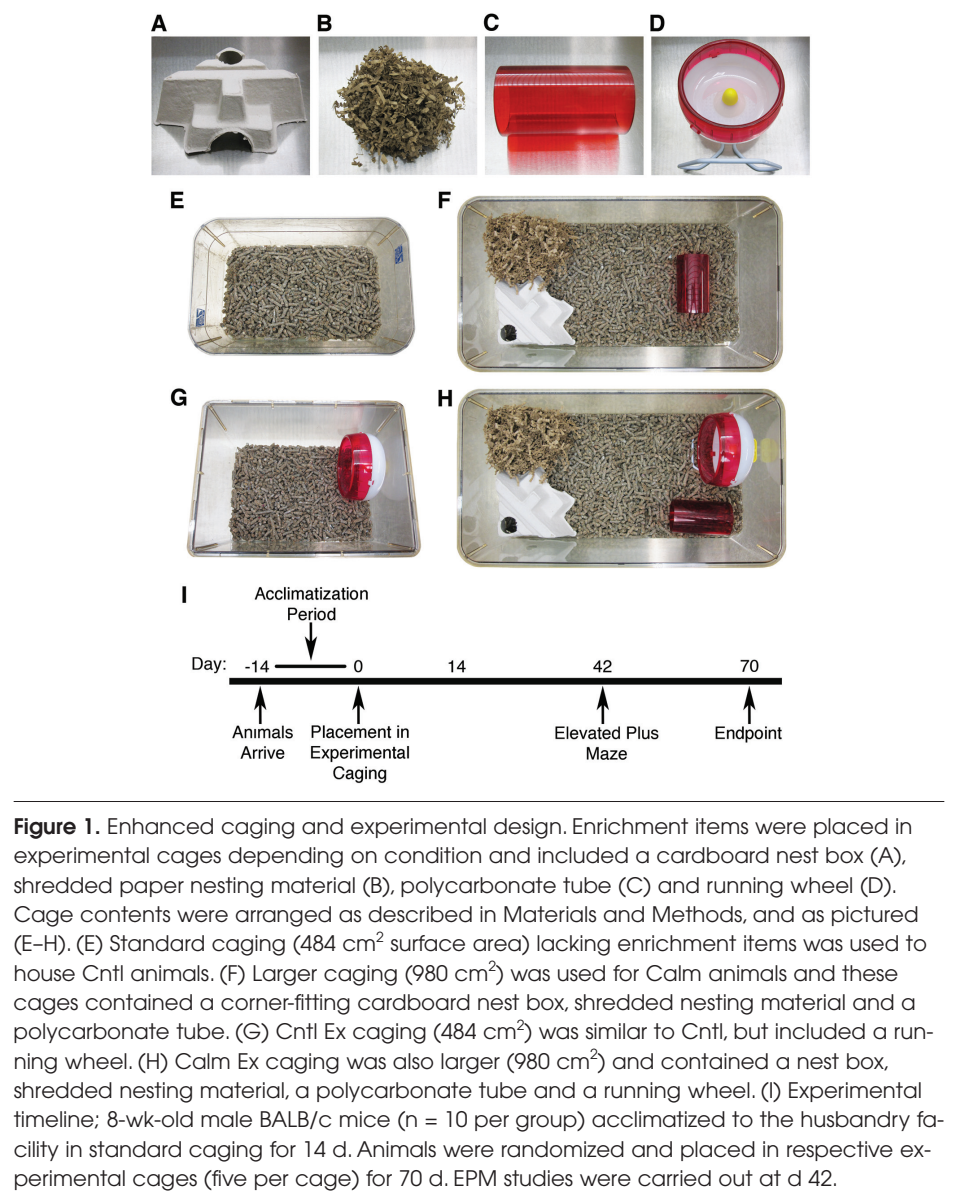 A
B
C
D
E
F
G
H
I
Acclimatization
Period
Day: -14 0 14 42 70
Animals
Arrive
Placement in
Experimental
Caging
Elevated Plus
Maze
Endpoint
Figure 1. Enhanced caging and experimental design. Enrichment items were placed in
experimental cages depending on condition and included a cardboard nest box (A),
shredded paper nesting material (B), polycarbonate tube (C) and running wheel (D).
Cage contents were arranged as described in Materials and Methods, and as pictured
(E–H). (E) Standard caging (484 cm² surface area) lacking enrichment items was used to
house Cntl animals. (F) Larger caging (980 cm²) was used for Calm animals and these
cages contained a corner-fitting cardboard nest box, shredded nesting material and a
polycarbonate tube. (G) Cntl Ex caging (484 cm²) was similar to Cntl, but included a run-
ning wheel. (H) Calm Ex caging was also larger (980 cm²) and contained a nest box,
shredded nesting material, a polycarbonate tube and a running wheel. (I) Experimental
timeline; 8-wk-old male BALB/c mice (n = 10 per group) acclimatized to the husbandry fa-
cility in standard caging for 14 d. Animals were randomized and placed in respective ex-
perimental cages (five per cage) for 70 d. EPM studies were carried out at d 42.